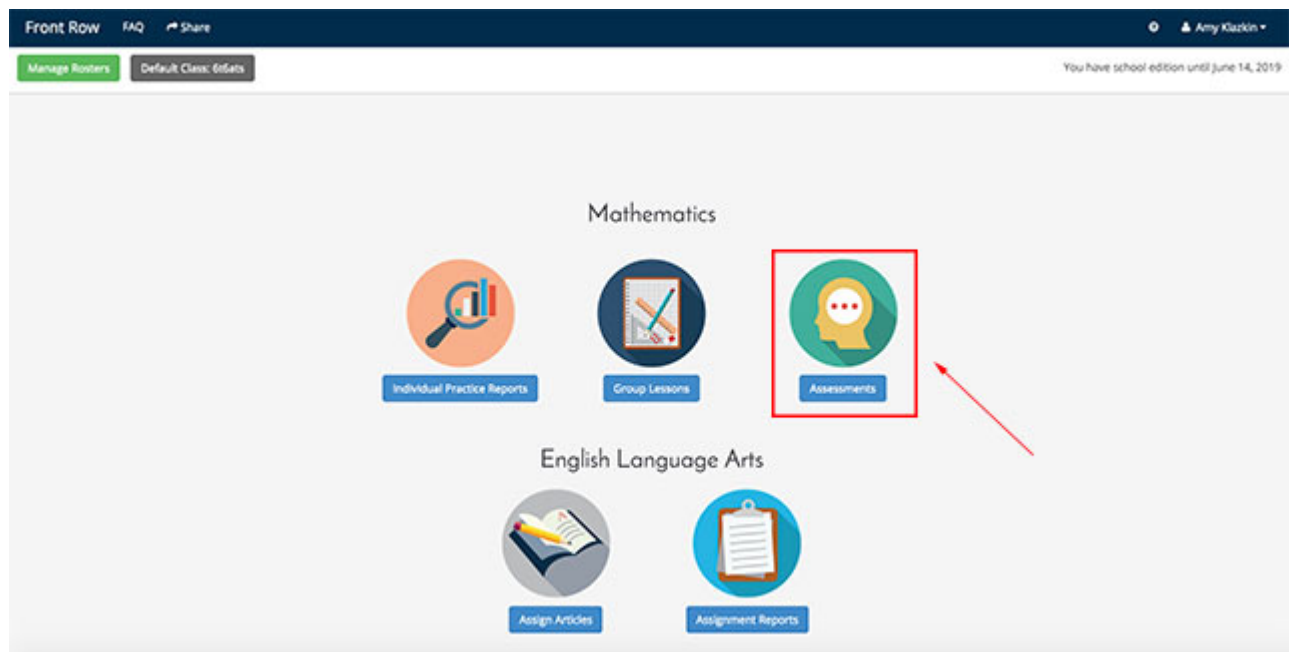 Front Row FAQ Share Amy Klazkin
Manage Rosters Default Class: 6t6ats You have school edition until June 14, 2019
Mathematics
Individual Practice Reports Group Lessons Assessments
English Language Arts
Assign Articles Assignment Reports